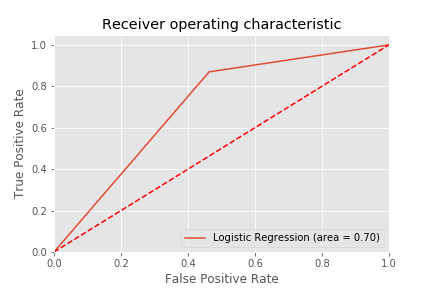 Receiver operating characteristic
True Positive Rate
1.0
0.8
0.6
0.4
0.2
0.0
Logistic Regression (area = 0.70)
0.0 0.2 0.4 0.6 0.8 1.0
False Positive Rate